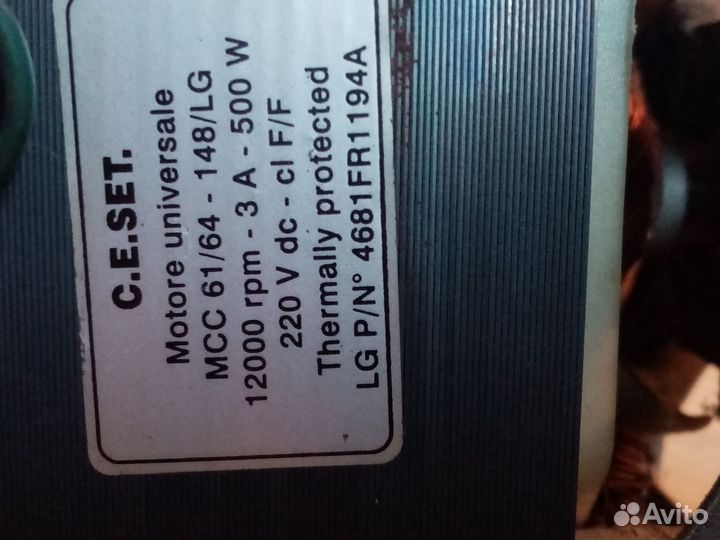 C.E.SET.
Motore universale
MCC 61/64 - 148/LG
12000 rpm - 3 A - 500 W
220 V dc - cl F/F
Thermally protected
LG P/N° 4681FR1194A
Avito